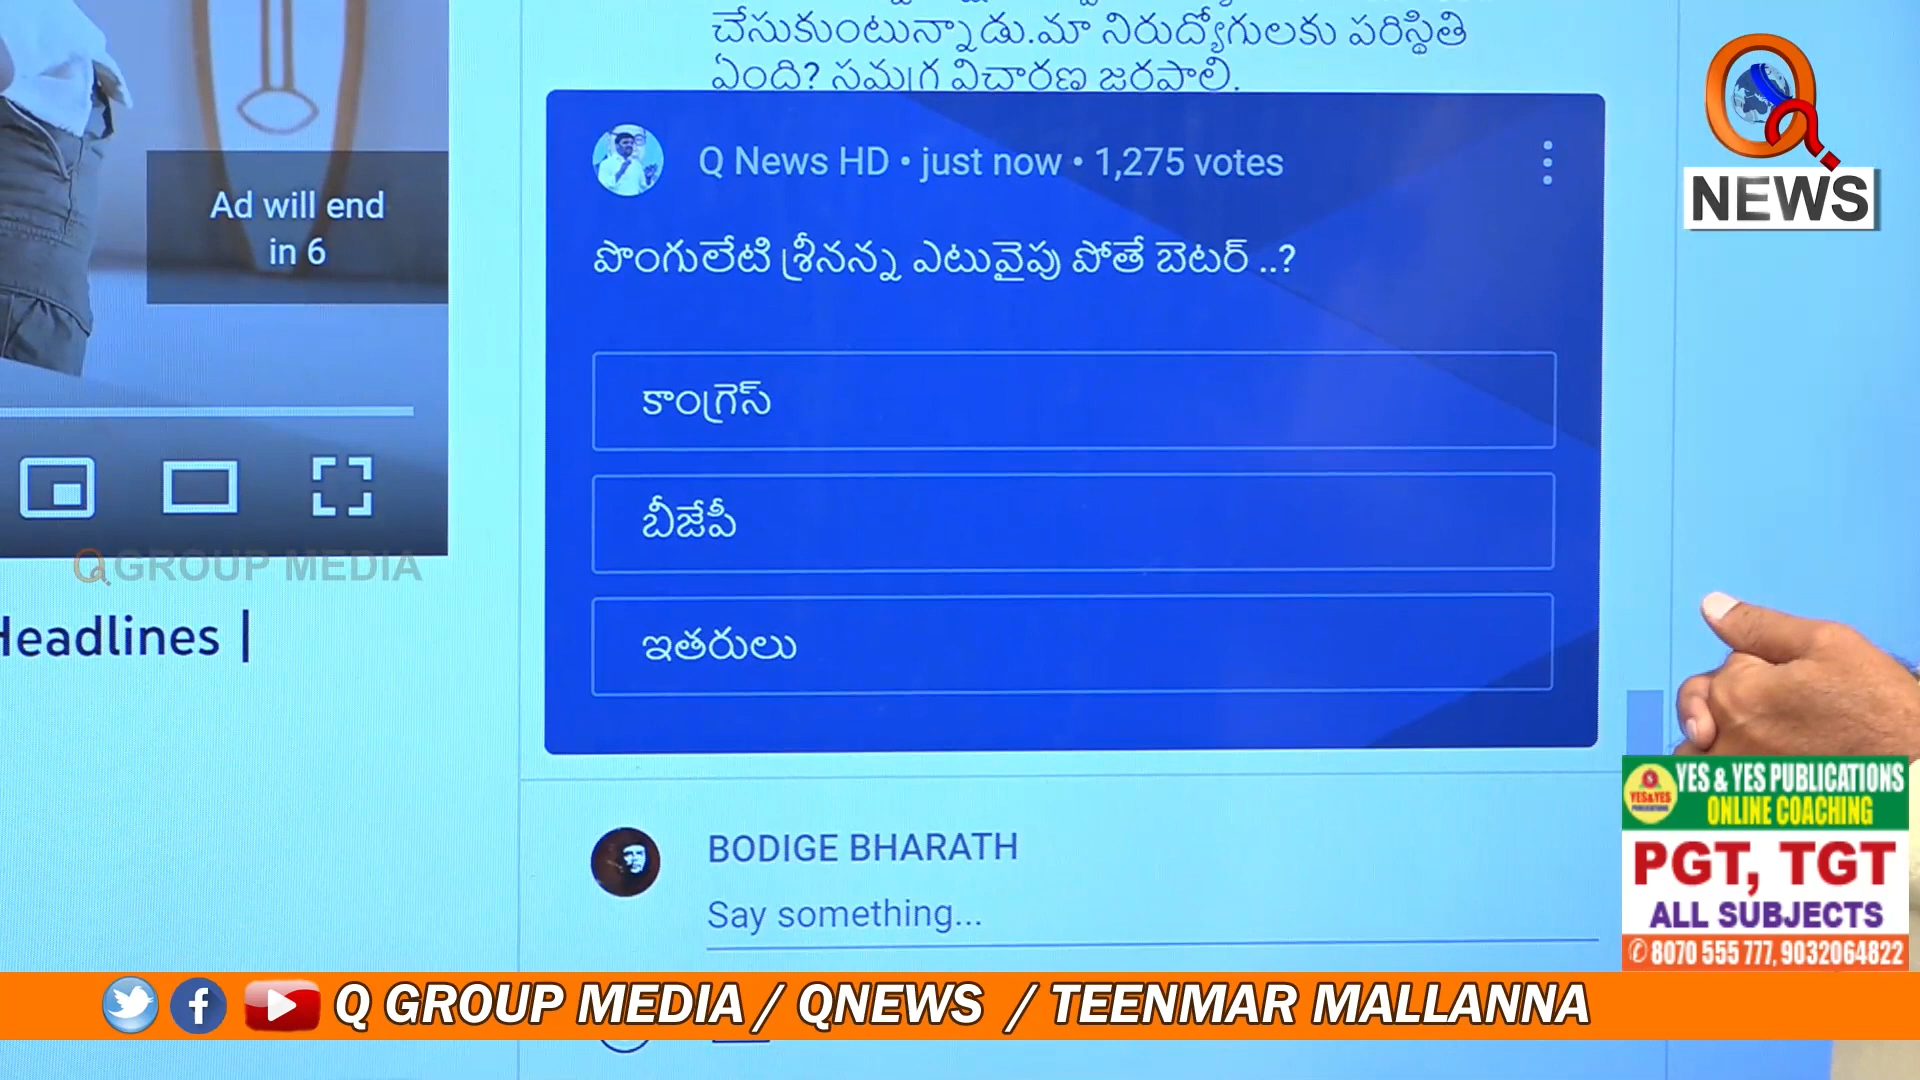 చేసుకుంటున్నాడు.మా నిరుద్యోగులకు పరిస్థితి
ఏంది? సమగ్ర విచారణ జరపాలి.
Q News HD • just now • 1,275 votes
పొంగులేటి శ్రీనన్న ఎటువైపు పోతే బెటర్ ..?
కాంగ్రెస్
బీజేపీ
ఇతరులు
Ad will end
in 6
Q GROUP MEDIA
Headlines |
BODIGE BHARATH
Say something...
Q
NEWS
YES & YES PUBLICATIONS
ONLINE COACHING
YES&YES
PGT, TGT
ALL SUBJECTS
8070 555 777, 9032064822
Q GROUP MEDIA / QNEWS / TEENMAR MALLANNA